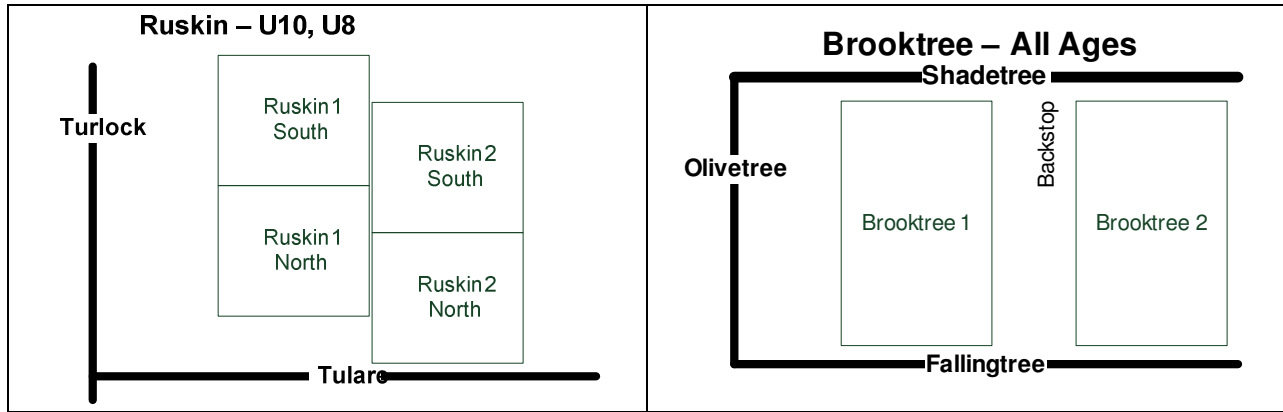 Ruskin – U10, U8
Turlock
Ruskin1
South
Ruskin2
South
Ruskin1
North
Ruskin2
North
Tulare
Brooktree – All Ages
Shadetree
Olivetree
Backstop
Brooktree 1
Brooktree 2
Fallingtree